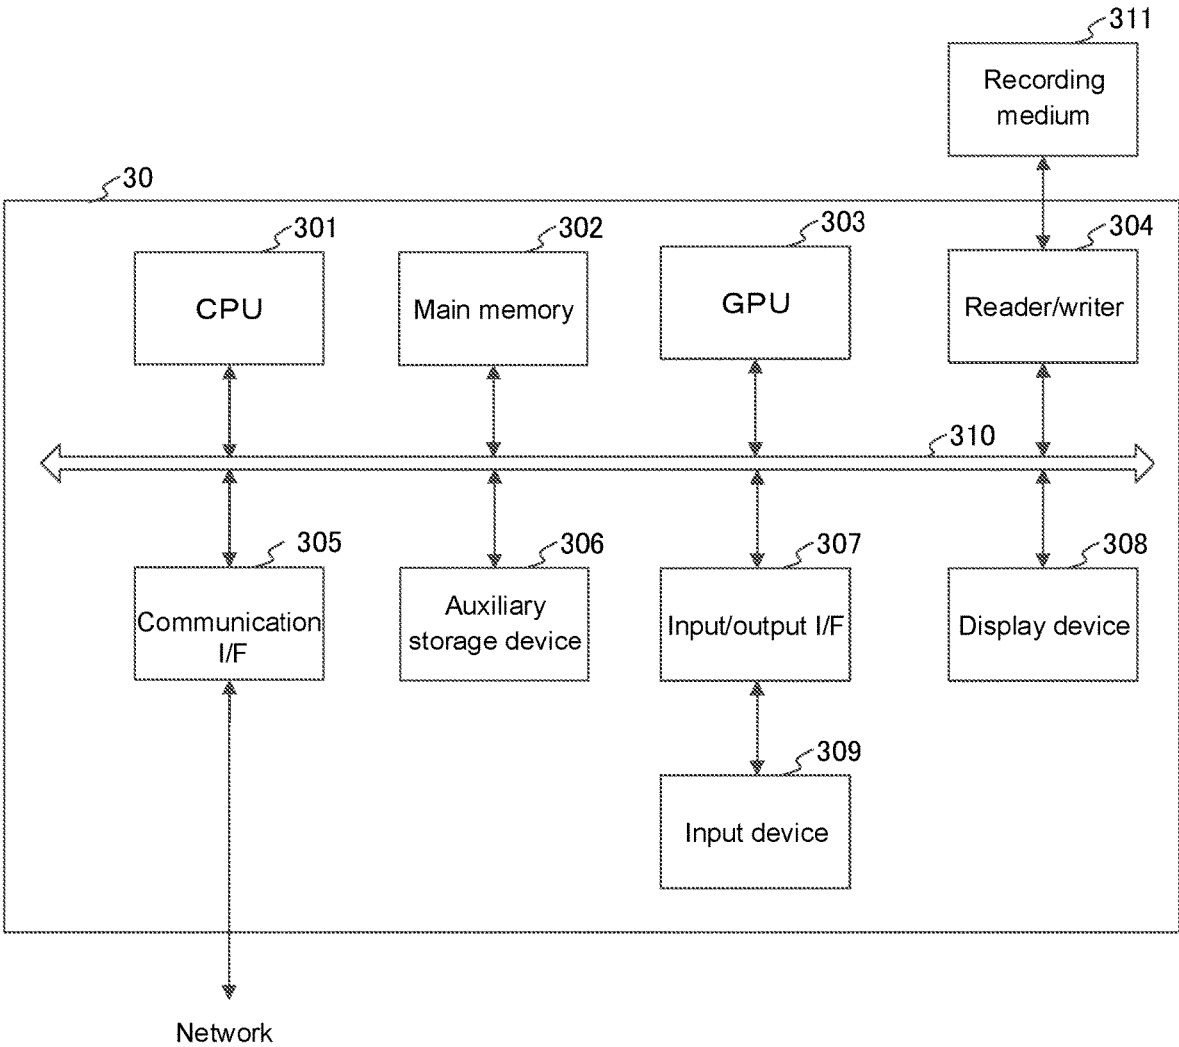 311
Recording
medium
30
301
302
303
304
CPU
Main memory
GPU
Reader/writer
310
305
306
307
308
Communication
I/F
Auxiliary
storage device
Input/output I/F
Display device
309
Input device
Network